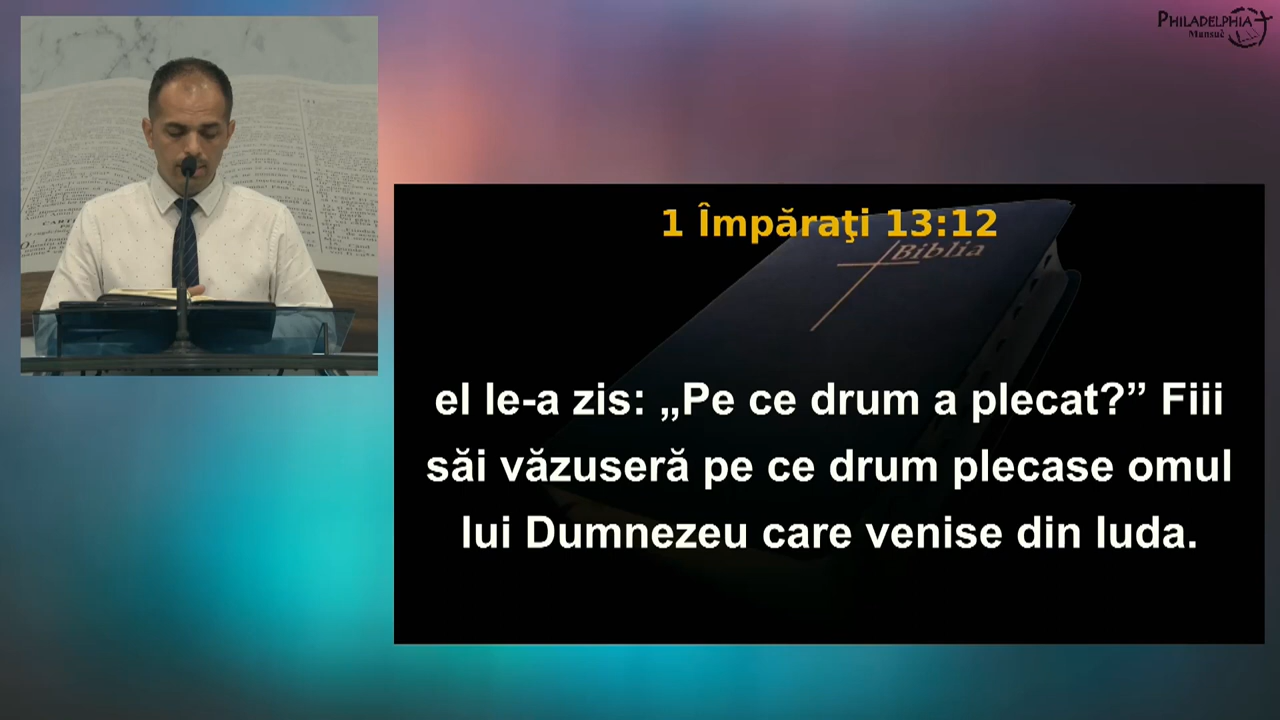 PHILADELPHIA
Mansuè
1 Împăraţi 13:12
Biblia
el le-a zis: „Pe ce drum a plecat?” Fiii
săi văzuseră pe ce drum plecase omul
lui Dumnezeu care venise din Iuda.